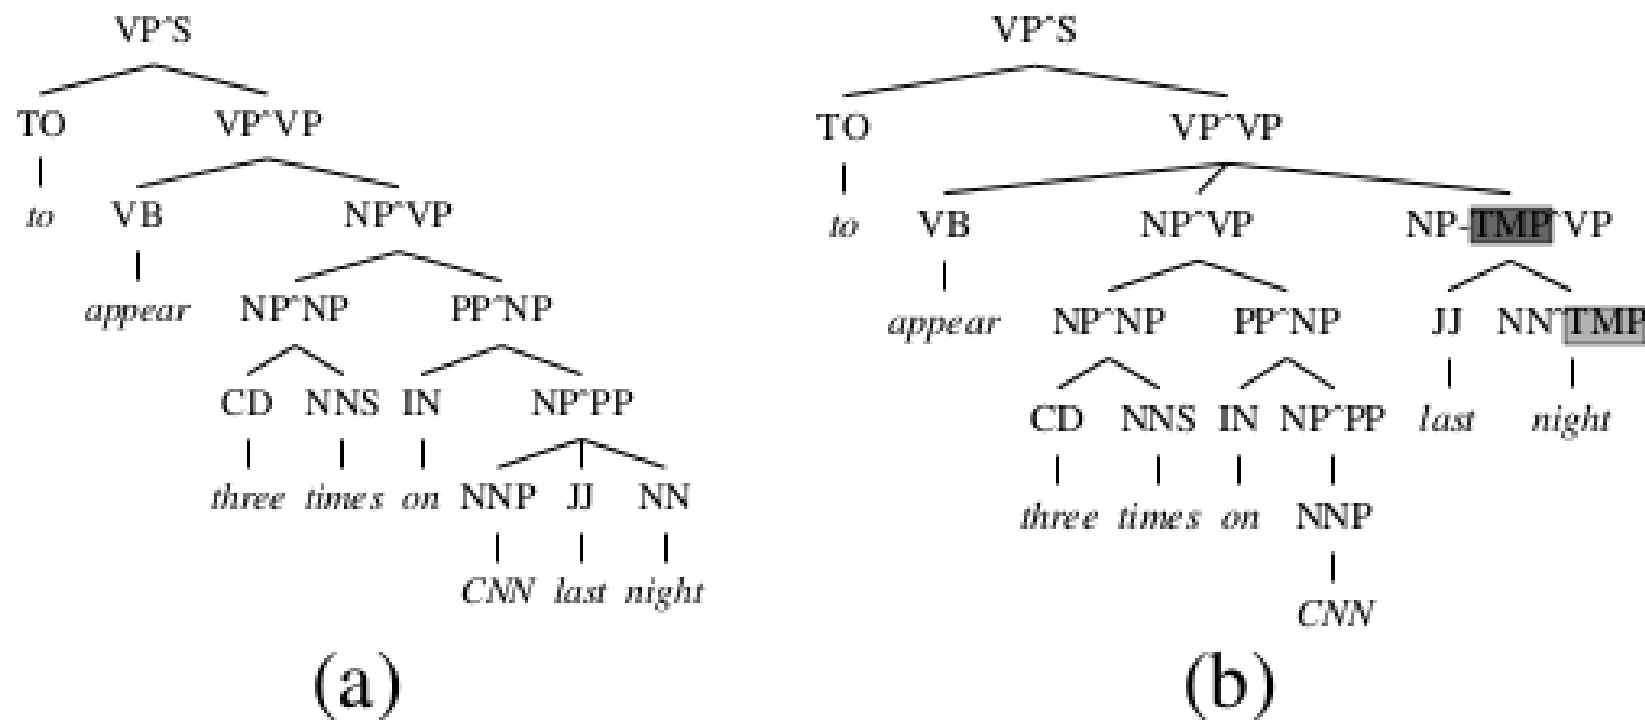 VP^S
TO VP^VP
to VB NP^VP
appear NP^NP PP^NP
CD NNS IN NP^PP
three times on NNP JJ NN
CNN last night
(a)
VP^S
TO VP^VP
to VB NP^VP NP-TMP^VP
appear NP^NP PP^NP JJ NN^TMP
CD NNS IN NP^PP last night
three times on NNP
CNN
(b)